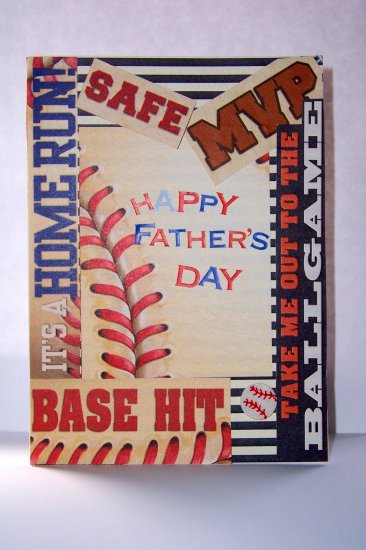 SAFE
MVP
IT'S A HOME RUN!
HAPPY
FATHER'S
DAY
TAKE ME OUT TO THE
BALLGAME
BASE HIT